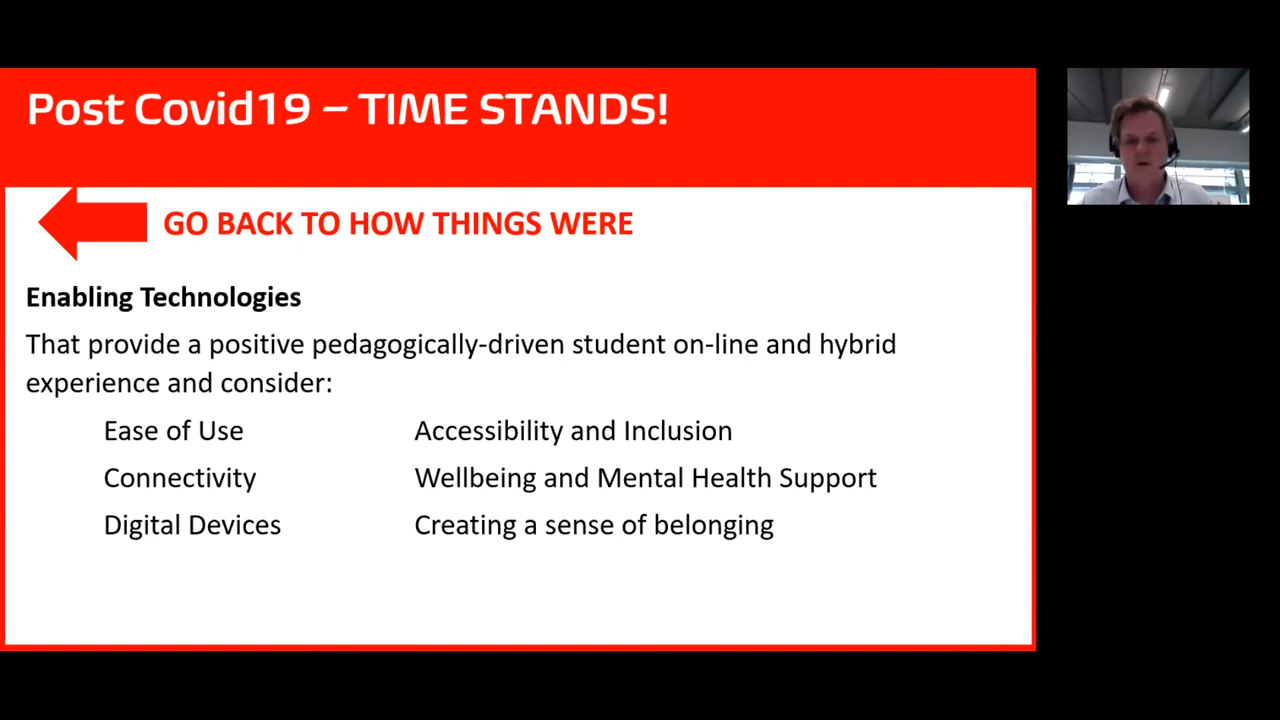 Post Covid19 – TIME STANDS!
GO BACK TO HOW THINGS WERE
Enabling Technologies
That provide a positive pedagogically-driven student on-line and hybrid
experience and consider:
Ease of Use Accessibility and Inclusion
Connectivity Wellbeing and Mental Health Support
Digital Devices Creating a sense of belonging